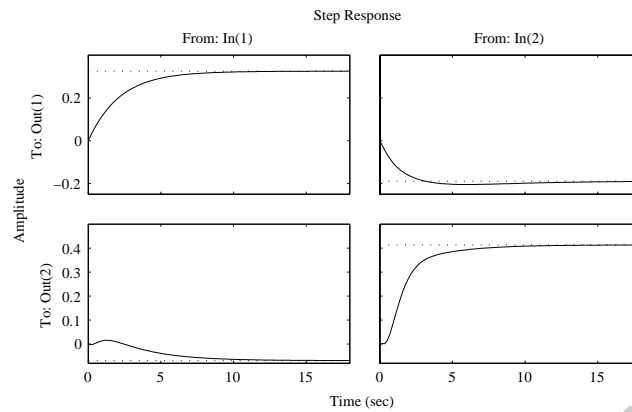 Step Response
From: In(1)
From: In(2)
To: Out(1)
0.2
0
−0.2
Amplitude
To: Out(2)
0.4
0.3
0.4
0.1
0
0
5
10
15
0
5
10
15
Time (sec)